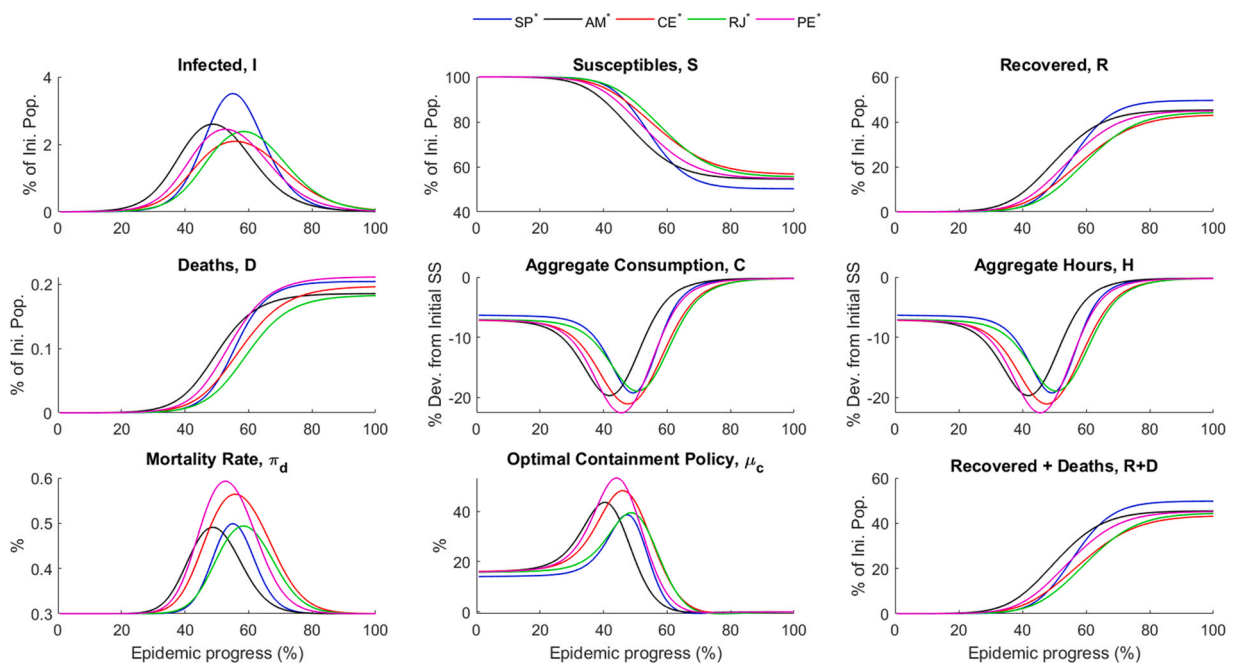 SP* AM* CE* RJ* PE*
Infected, I
% of Ini. Pop.
4
2
0
0 20 40 60 80 100
Susceptibles, S
% of Ini. Pop.
100
80
60
40
0 20 40 60 80 100
Recovered, R
% of Ini. Pop.
60
40
20
0
0 20 40 60 80 100
Deaths, D
% of Ini. Pop.
0.2
0.1
0
0 20 40 60 80 100
Aggregate Consumption, C
% Dev. from Initial SS
0
-10
-20
0 20 40 60 80 100
Aggregate Hours, H
% Dev. from Initial SS
0
-10
-20
0 20 40 60 80 100
Mortality Rate, π_d
%
0.6
0.5
0.4
0.3
0 20 40 60 80 100
Epidemic progress (%)
Optimal Containment Policy, μ_c
%
40
20
0
0 20 40 60 80 100
Epidemic progress (%)
Recovered + Deaths, R+D
% of Ini. Pop.
60
40
20
0
0 20 40 60 80 100
Epidemic progress (%)